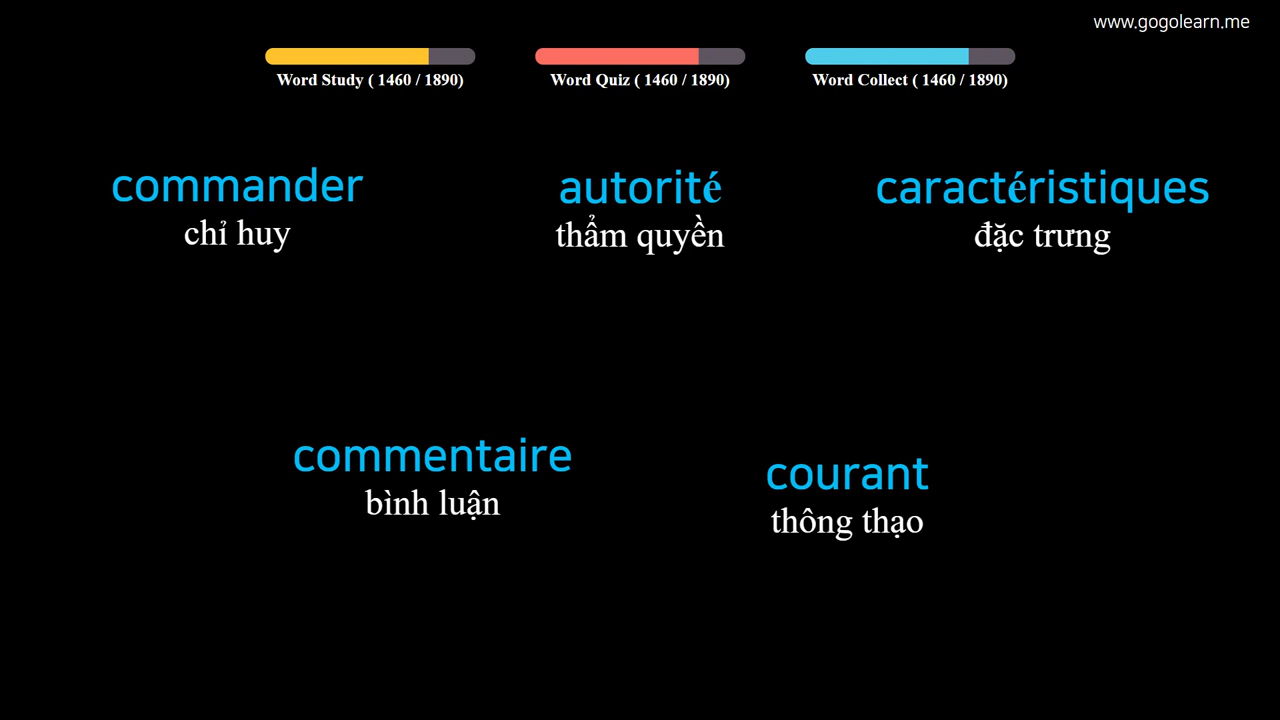 www.gogolearn.me
Word Study ( 1460 / 1890)
Word Quiz ( 1460 / 1890)
Word Collect ( 1460 / 1890)
commander
chỉ huy
autorité
thẩm quyền
caractéristiques
đặc trưng
commentaire
bình luận
courant
thông thạo